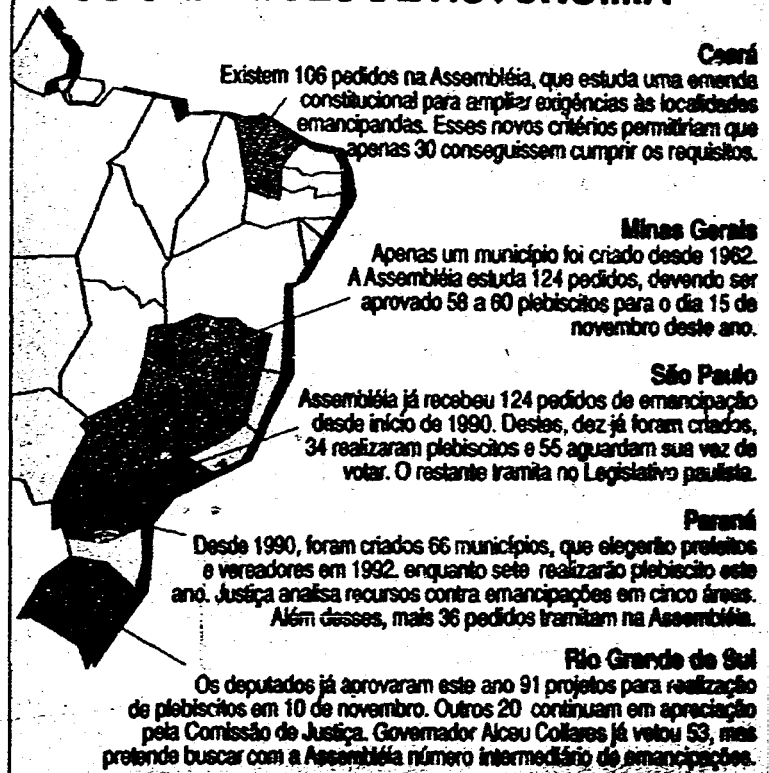 Ceará
Existem 106 pedidos na Assembléia, que estuda uma emenda
constitucional para ampliar exigências às localidades
emancipandas. Esses novos critérios permitiriam que
apenas 30 conseguissem cumprir os requisitos.
Minas Gerais
Apenas um município foi criado desde 1962.
A Assembléia estuda 124 pedidos, devendo ser
aprovado 58 a 60 plebiscitos para o dia 15 de
novembro deste ano.
São Paulo
Assembléia já recebeu 124 pedidos de emancipação
desde início de 1990. Destes, dez já foram criados,
34 realizaram plebiscitos e 55 aguardam sua vez de
votar. O restante tramita no Legislativo paulista.
Paraná
Desde 1990, foram criados 66 municípios, que elegerão prefeitos
e vereadores em 1992. enquanto sete realizarão plebiscito este
ano. Justiça analisa recursos contra emancipações em cinco áreas.
Além desses, mais 36 pedidos tramitam na Assembléia.
Rio Grande do Sul
Os deputados já aprovaram este ano 91 projetos para realização
de plebiscitos em 10 de novembro. Outros 20 continuam em apreciação
pela Comissão de Justiça. Governador Alceu Collares já vetou 53, mas
pretende buscar com a Assembléia número intermediário de emancipações.